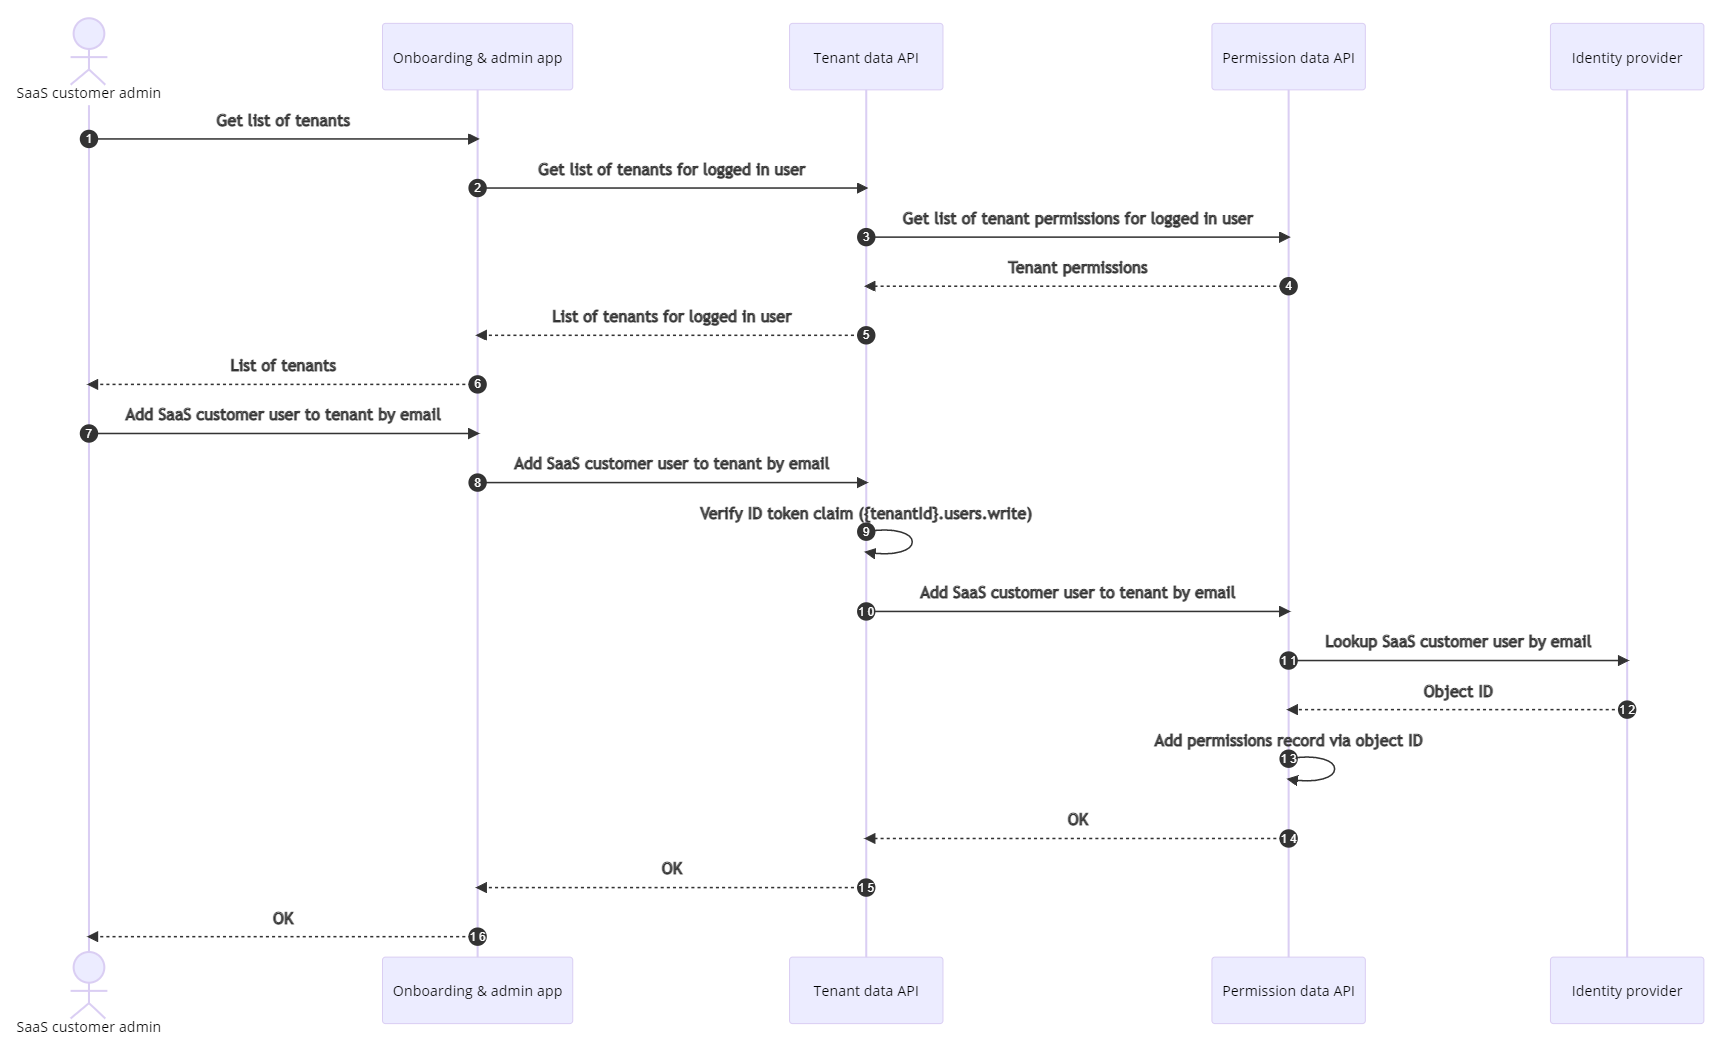 SaaS customer admin
Onboarding & admin app
Tenant data API
Permission data API
Identity provider
Get list of tenants
1
Get list of tenants for logged in user
2
Get list of tenant permissions for logged in user
3
Tenant permissions
4
List of tenants for logged in user
5
List of tenants
6
Add SaaS customer user to tenant by email
7
Add SaaS customer user to tenant by email
8
Verify ID token claim ({tenantId}.users.write)
9
Add SaaS customer user to tenant by email
10
Lookup SaaS customer user by email
11
Object ID
12
Add permissions record via object ID
13
OK
14
OK
15
OK
16
SaaS customer admin
Onboarding & admin app
Tenant data API
Permission data API
Identity provider